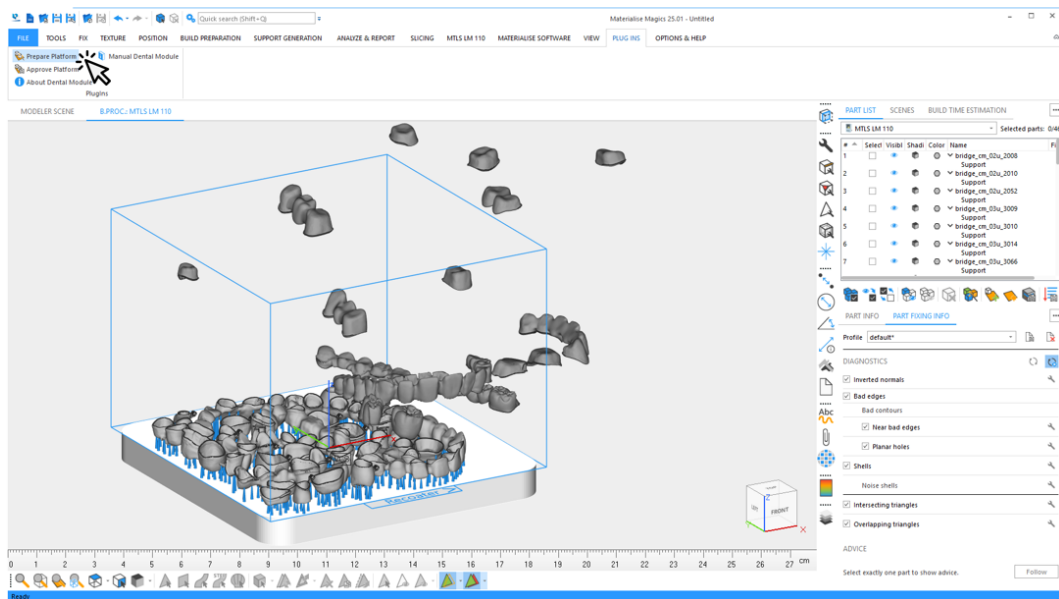 Quick search (Shift+Q)
Materialise Magics 25.01 - Untitled
FILE TOOLS FIX TEXTURE POSITION BUILD PREPARATION SUPPORT GENERATION ANALYZE & REPORT SLICING MTLS LM 110 MATERIALISE SOFTWARE VIEW PLUG INS OPTIONS & HELP
Prepare Platform Manual Dental Module
Approve Platform
About Dental Module
Plugins
MODELER SCENE B.PROC.: MTLS LM 110
PART LIST SCENES BUILD TIME ESTIMATION
MTLS LM 110 Selected parts: 0/46
# Select Visibl Shadi Color Name Fi
1 bridge_cm_02u_2008
Support
2 bridge_cm_02u_2010
Support
3 bridge_cm_02u_2052
Support
4 bridge_cm_03u_3009
Support
5 bridge_cm_03u_3010
Support
6 bridge_cm_03u_3014
Support
7 bridge_cm_03u_3066
Support
PART INFO PART FIXING INFO
Profile default*
DIAGNOSTICS
Inverted normals
Bad edges
Bad contours
Near bad edges
Planar holes
Shells
Noise shells
Intersecting triangles
Overlapping triangles
ADVICE
Select exactly one part to show advice. Follow
Abc
Recoater
Z
FRONT
X
x
0 1 2 3 4 5 6 7 8 9 10 11 12 13 14 15 16 17 18 19 20 21 22 23 24 25 26 27 cm
STEP
Ready